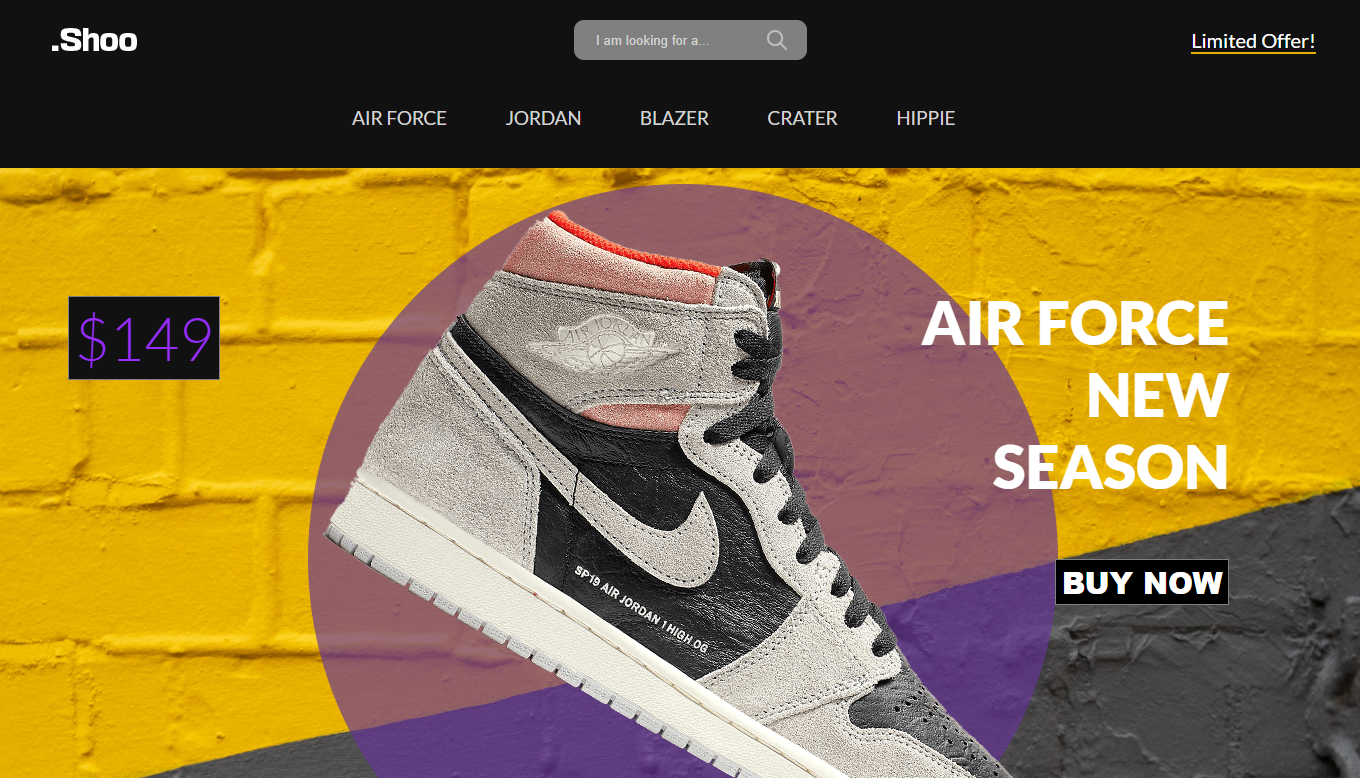 .Shoo
I am looking for a...
Limited Offer!
AIR FORCE
JORDAN
BLAZER
CRATER
HIPPIE
$149
AIR FORCE
NEW
SEASON
AIR JORDAN
SP19 AIR JORDAN 1 HIGH OG
BUY NOW